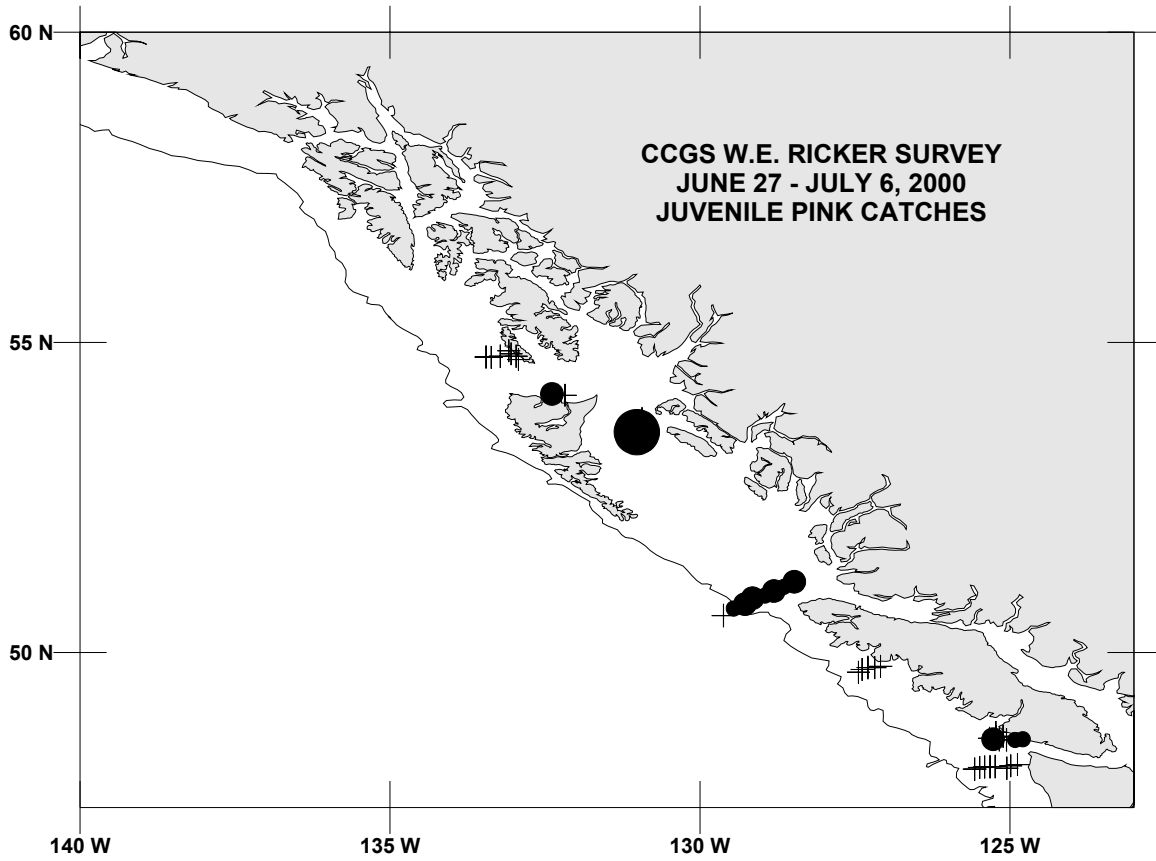 60 N
CCGS W.E. RICKER SURVEY
JUNE 27 - JULY 6, 2000
JUVENILE PINK CATCHES
55 N
50 N
140 W
135 W
130 W
125 W